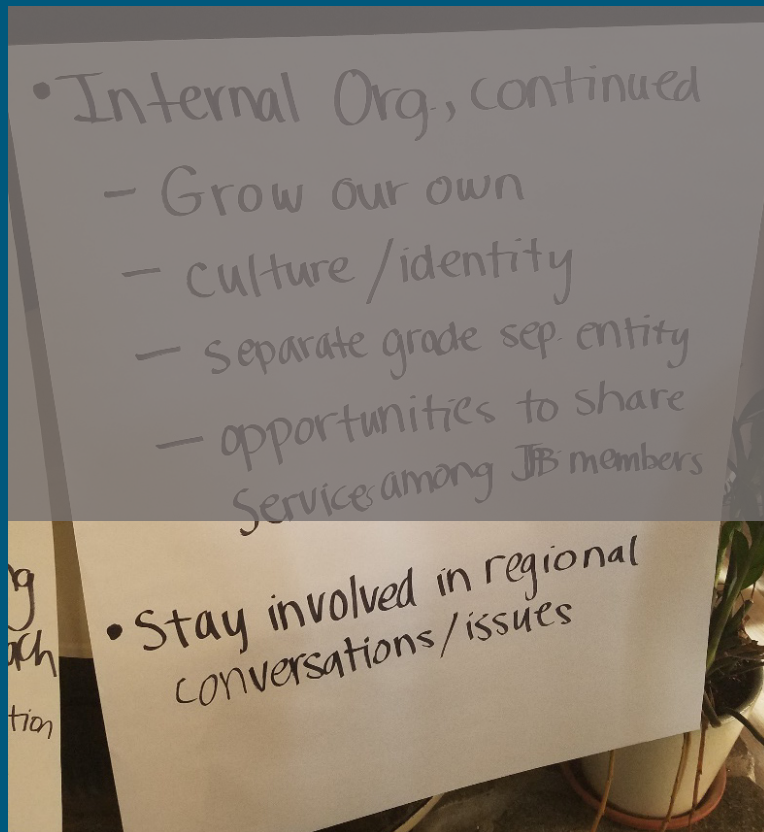 • Internal Org., continued
– Grow our own
– culture/identity
– separate grade sep. entity
– opportunities to share
services among JPB members
• Stay involved in regional
conversations/issues
tion